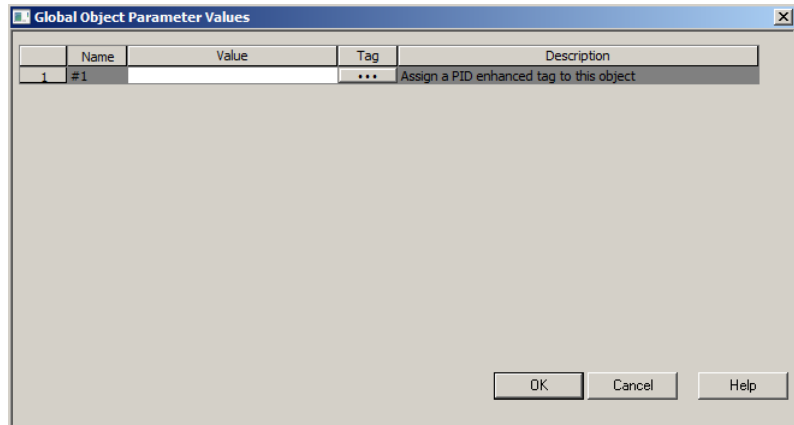 Global Object Parameter Values
Name Value Tag Description
1 #1 ••• Assign a PID enhanced tag to this object
OK Cancel Help